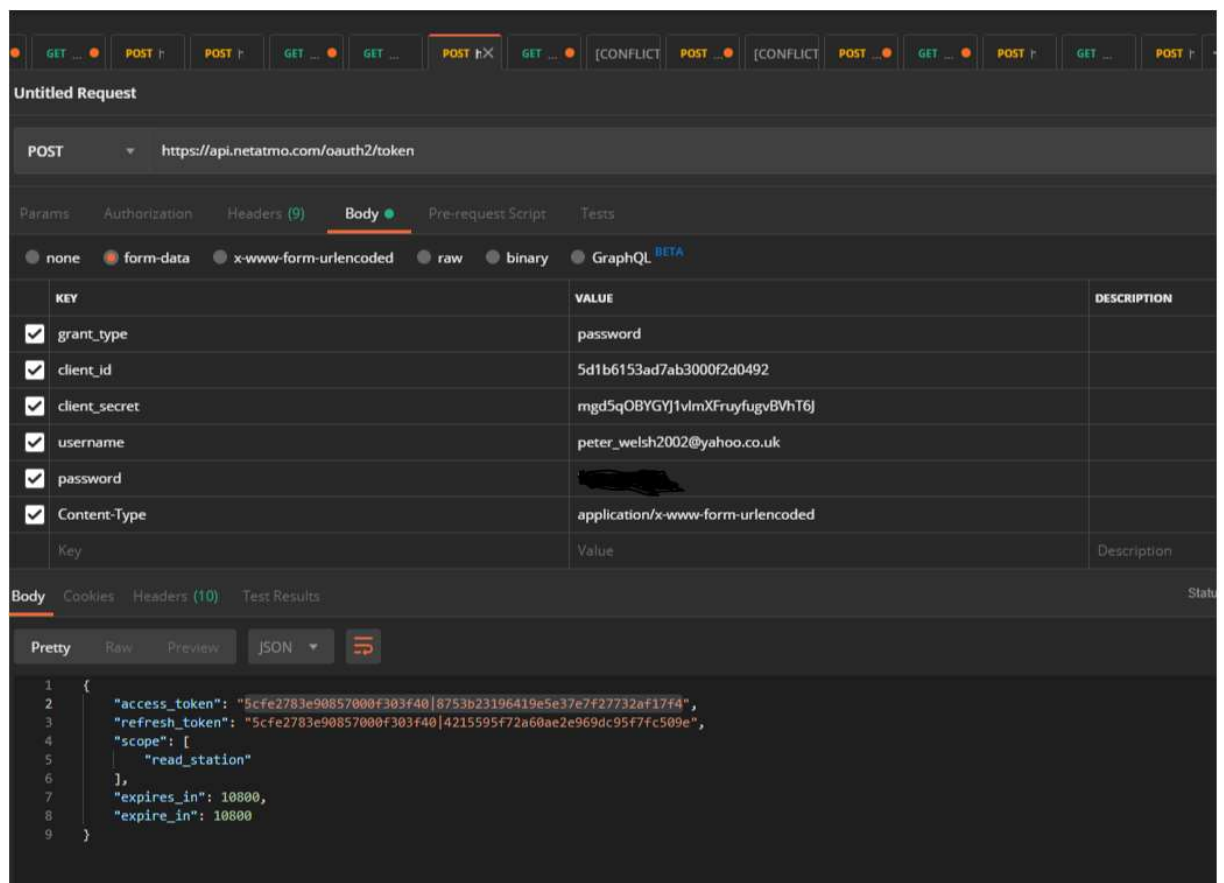 GET ... POST h POST h GET ... GET ... POST h GET ... [CONFLICT POST ... [CONFLICT POST ... GET ... POST h GET ... POST h
Untitled Request
POST https://api.netatmo.com/oauth2/token
Params Authorization Headers (9) Body Pre-request Script Tests
none form-data x-www-form-urlencoded raw binary GraphQL BETA
KEY VALUE DESCRIPTION
grant_type password
client_id 5d1b6153ad7ab3000f2d0492
client_secret mgd5qOBYGYJ1vlmXFruyfugvBVhT6J
username peter_welsh2002@yahoo.co.uk
password
Content-Type application/x-www-form-urlencoded
Key Value Description
Body Cookies Headers (10) Test Results Statu
Pretty Raw Preview JSON
1 {
2 "access_token": "5cfe2783e90857000f303f40|8753b23196419e5e37e7f27732af17f4",
3 "refresh_token": "5cfe2783e90857000f303f40|4215595f72a60ae2e969dc95f7fc509e",
4 "scope": [
5 "read_station"
6 ],
7 "expires_in": 10800,
8 "expire_in": 10800
9 }